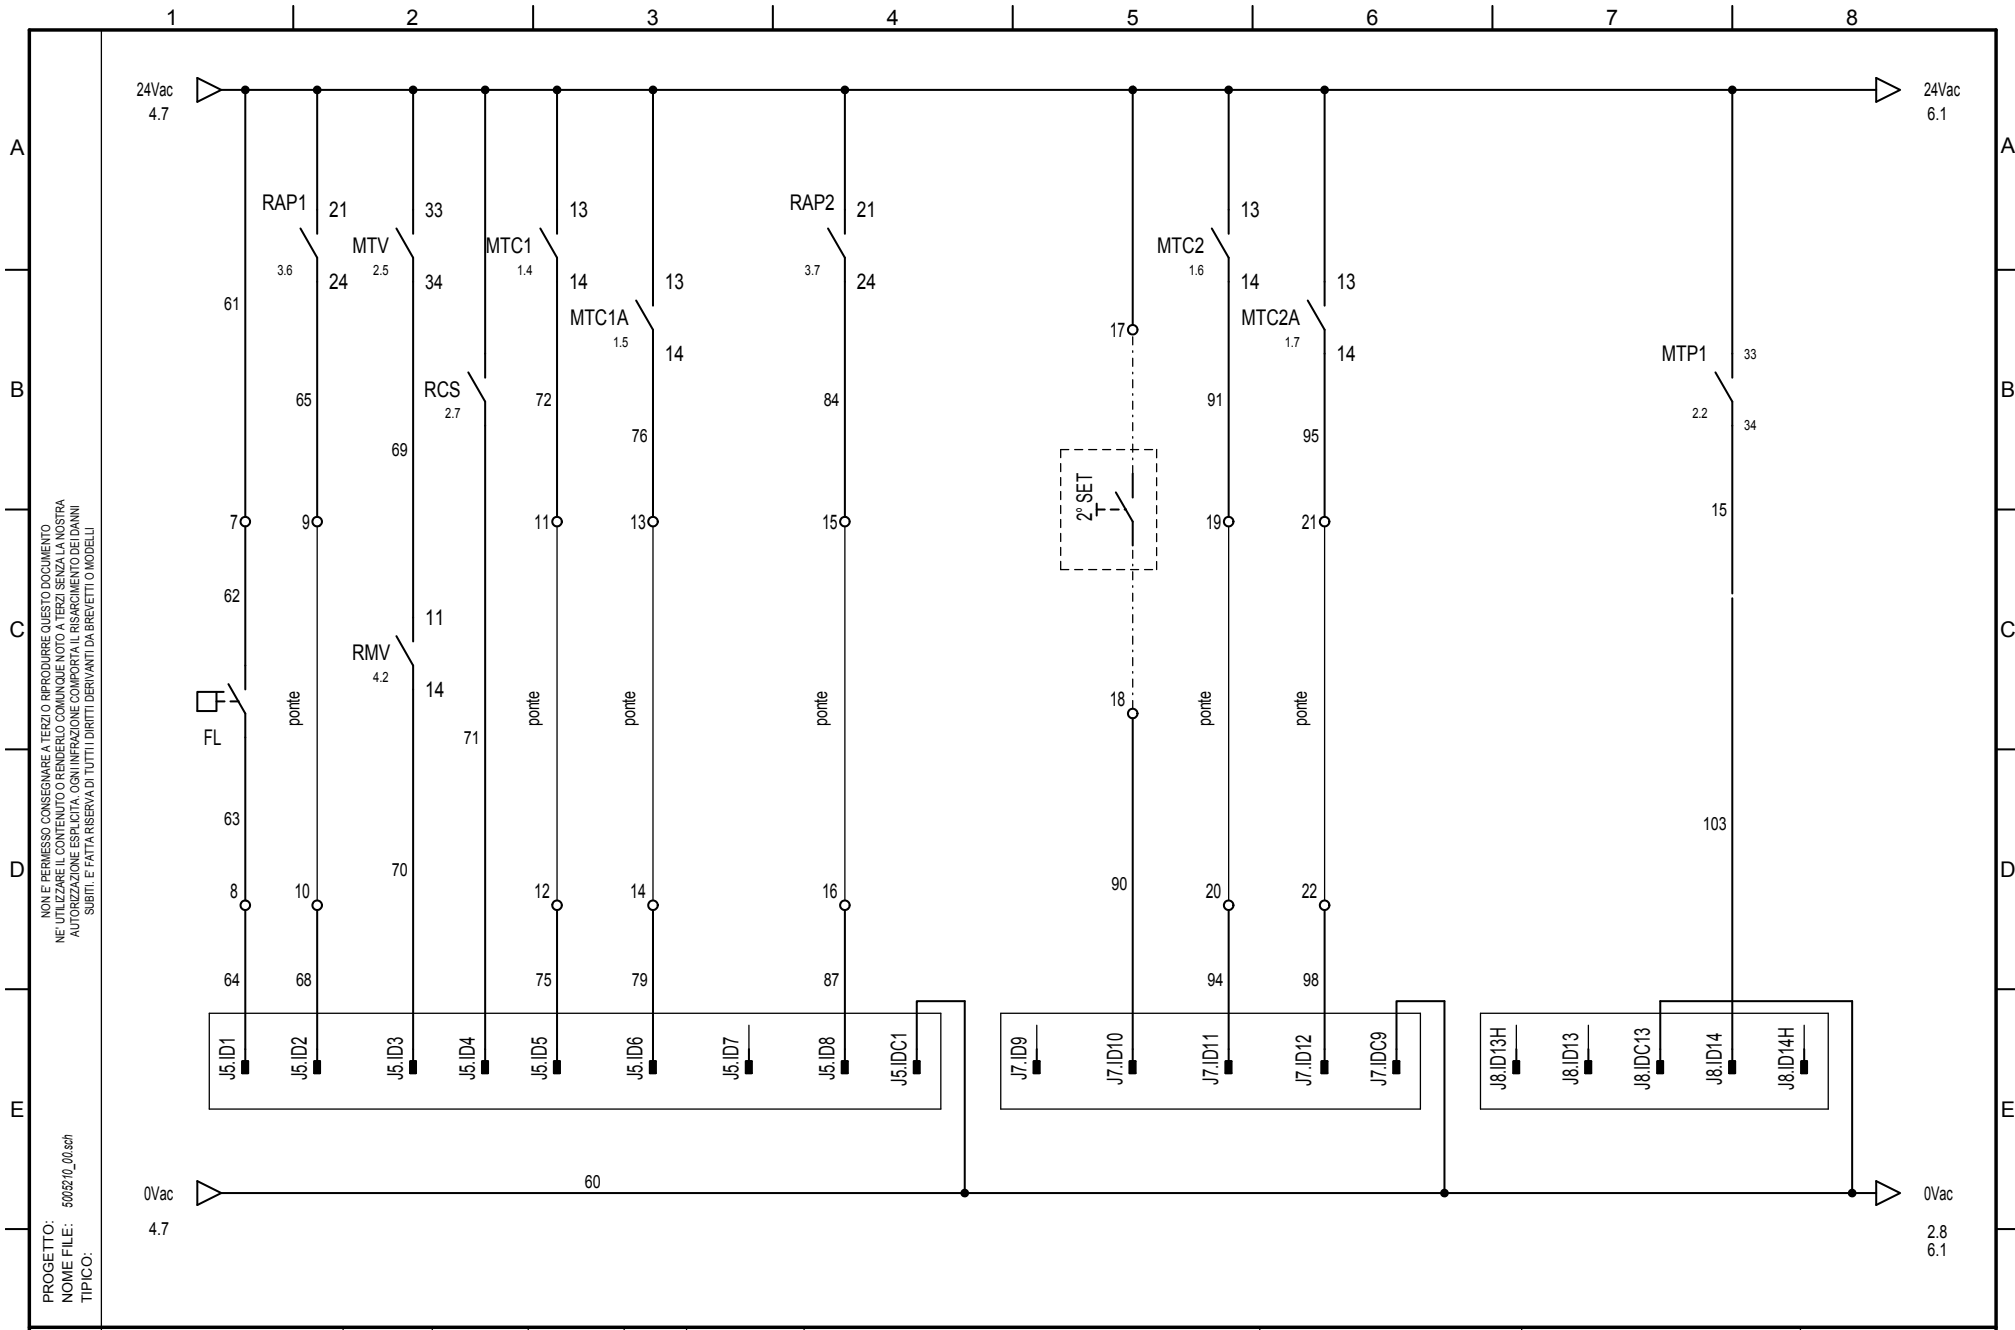 1 2 3 4 5 6 7 8
24Vac
4.7
24Vac
6.1
A
A
RAP1 21
3.6 24
MTV 33
2.5 34
MTC1 13
1.4 14
MTC1A 13
1.5 14
RAP2 21
3.7 24
MTC2 13
1.6 14
MTC2A 13
1.7 14
61
17
RCS
2.7
MTP1 33
2.2 34
B
B
65
72
84
91
69
76
95
2° SET
15
7
9
11
13
15
19
21
62
C
C
RMV 11
4.2 14
FL
ponte
ponte
ponte
ponte
ponte
ponte
18
71
63
103
D
D
70
90
8
10
12
14
16
20
22
64
68
75
79
87
94
98
J5.ID1
J5.ID2
J5.ID3
J5.ID4
J5.ID5
J5.ID6
J5.ID7
J5.ID8
J5.IDC1
J7.ID9
J7.ID10
J7.ID11
J7.ID12
J7.IDC9
J8.ID13H
J8.ID13
J8.IDC13
J8.ID14
J8.ID14H
E
E
0Vac
4.7
60
0Vac
2.8
6.1
NON E' PERMESSO CONSEGNARE A TERZI O RIPRODURRE QUESTO DOCUMENTO
NE' UTILIZZARE IL CONTENUTO O RENDERLO COMUNQUE NOTO A TERZI SENZA LA NOSTRA
AUTORIZZAZIONE ESPLICITA. OGNI INFRAZIONE COMPORTA IL RISARCIMENTO DEI DANNI
SUBITI. E' FATTA RISERVA DI TUTTI I DIRITTI DERIVANTI DA BREVETTI O MODELLI
PROGETTO:
NOME FILE: 5005210_00.sch
TIPICO: